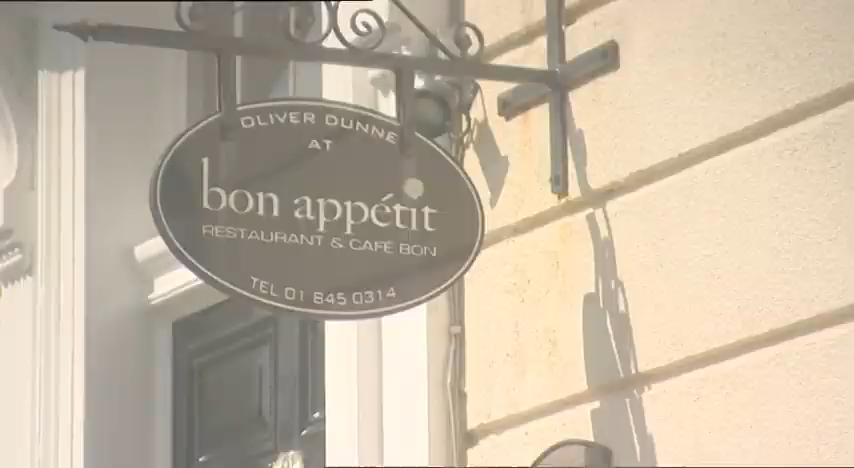 OLIVER DUNNE
AT
bon appétit
RESTAURANT & CAFÉ BON
TEL 01 845 0314